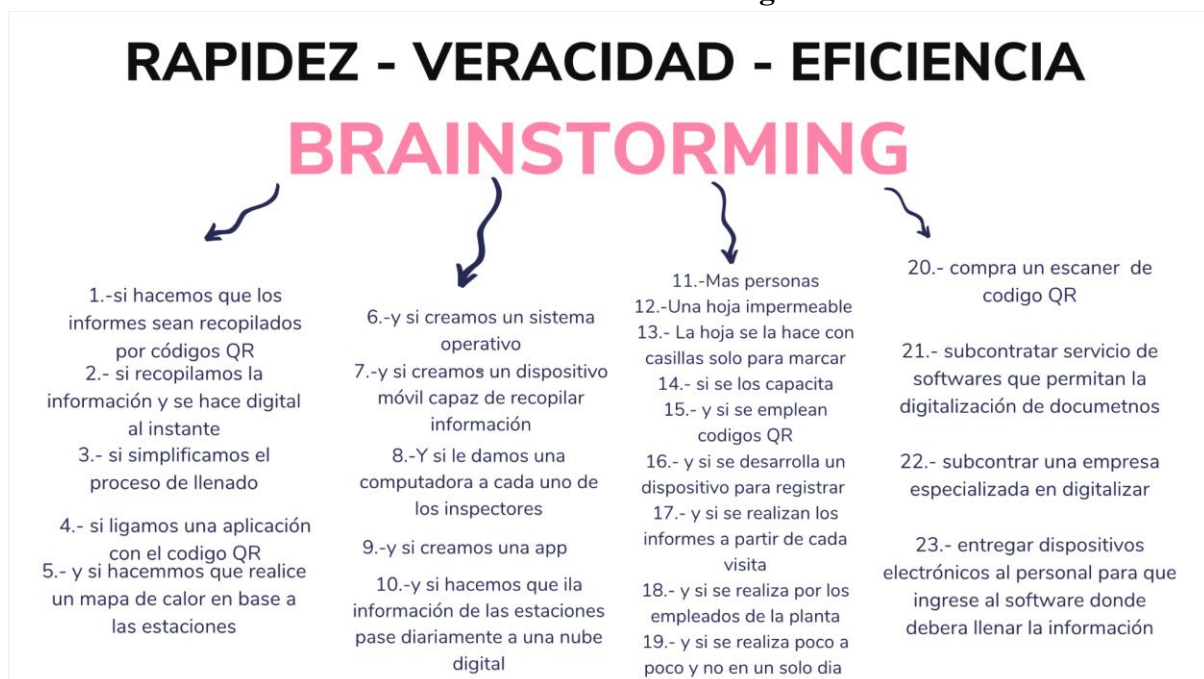 RAPIDEZ - VERACIDAD - EFICIENCIA
BRAINSTORMING
1.-si hacemos que los
informes sean recopilados
por códigos QR
2.- si recopilamos la
información y se hace digital
al instante
3.- si simplificamos el
proceso de llenado
4.- si ligamos una aplicación
con el codigo QR
5.- y si hacemmos que realice
un mapa de calor en base a
las estaciones
6.-y si creamos un sistema
operativo
7.-y si creamos un dispositivo
móvil capaz de recopilar
información
8.-Y si le damos una
computadora a cada uno de
los inspectores
9.-y si creamos una app
10.-y si hacemos que ila
información de las estaciones
pase diariamente a una nube
digital
11.-Mas personas
12.-Una hoja impermeable
13.- La hoja se la hace con
casillas solo para marcar
14.- si se los capacita
15.- y si se emplean
codigos QR
16.- y si se desarrolla un
dispositivo para registrar
17.- y si se realizan los
informes a partir de cada
visita
18.- y si se realiza por los
empleados de la planta
19.- y si se realiza poco a
poco y no en un solo dia
20.- compra un escaner de
codigo QR
21.- subcontratar servicio de
softwares que permitan la
digitalización de documetnos
22.- subcontrar una empresa
especializada en digitalizar
23.- entregar dispositivos
electrónicos al personal para que
ingrese al software donde
debera llenar la información